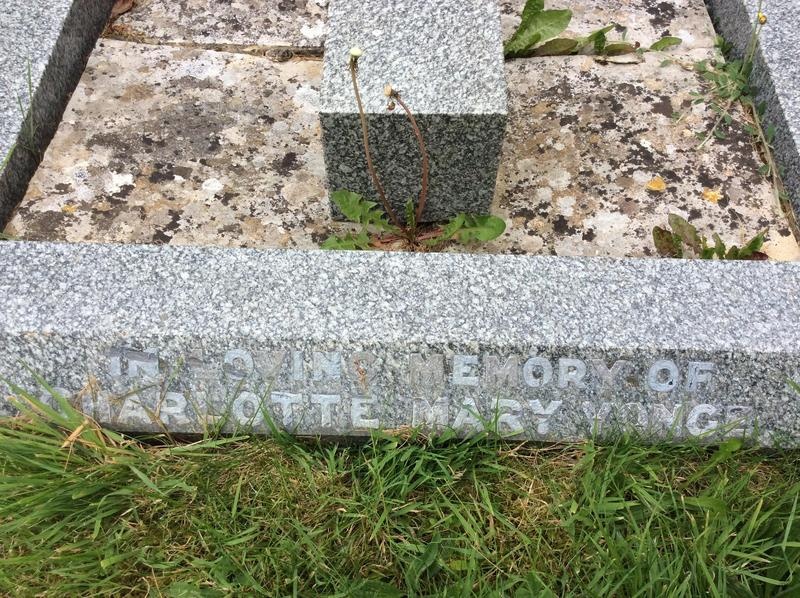 IN LOVING MEMORY OF
CHARLOTTE MARY YONGE